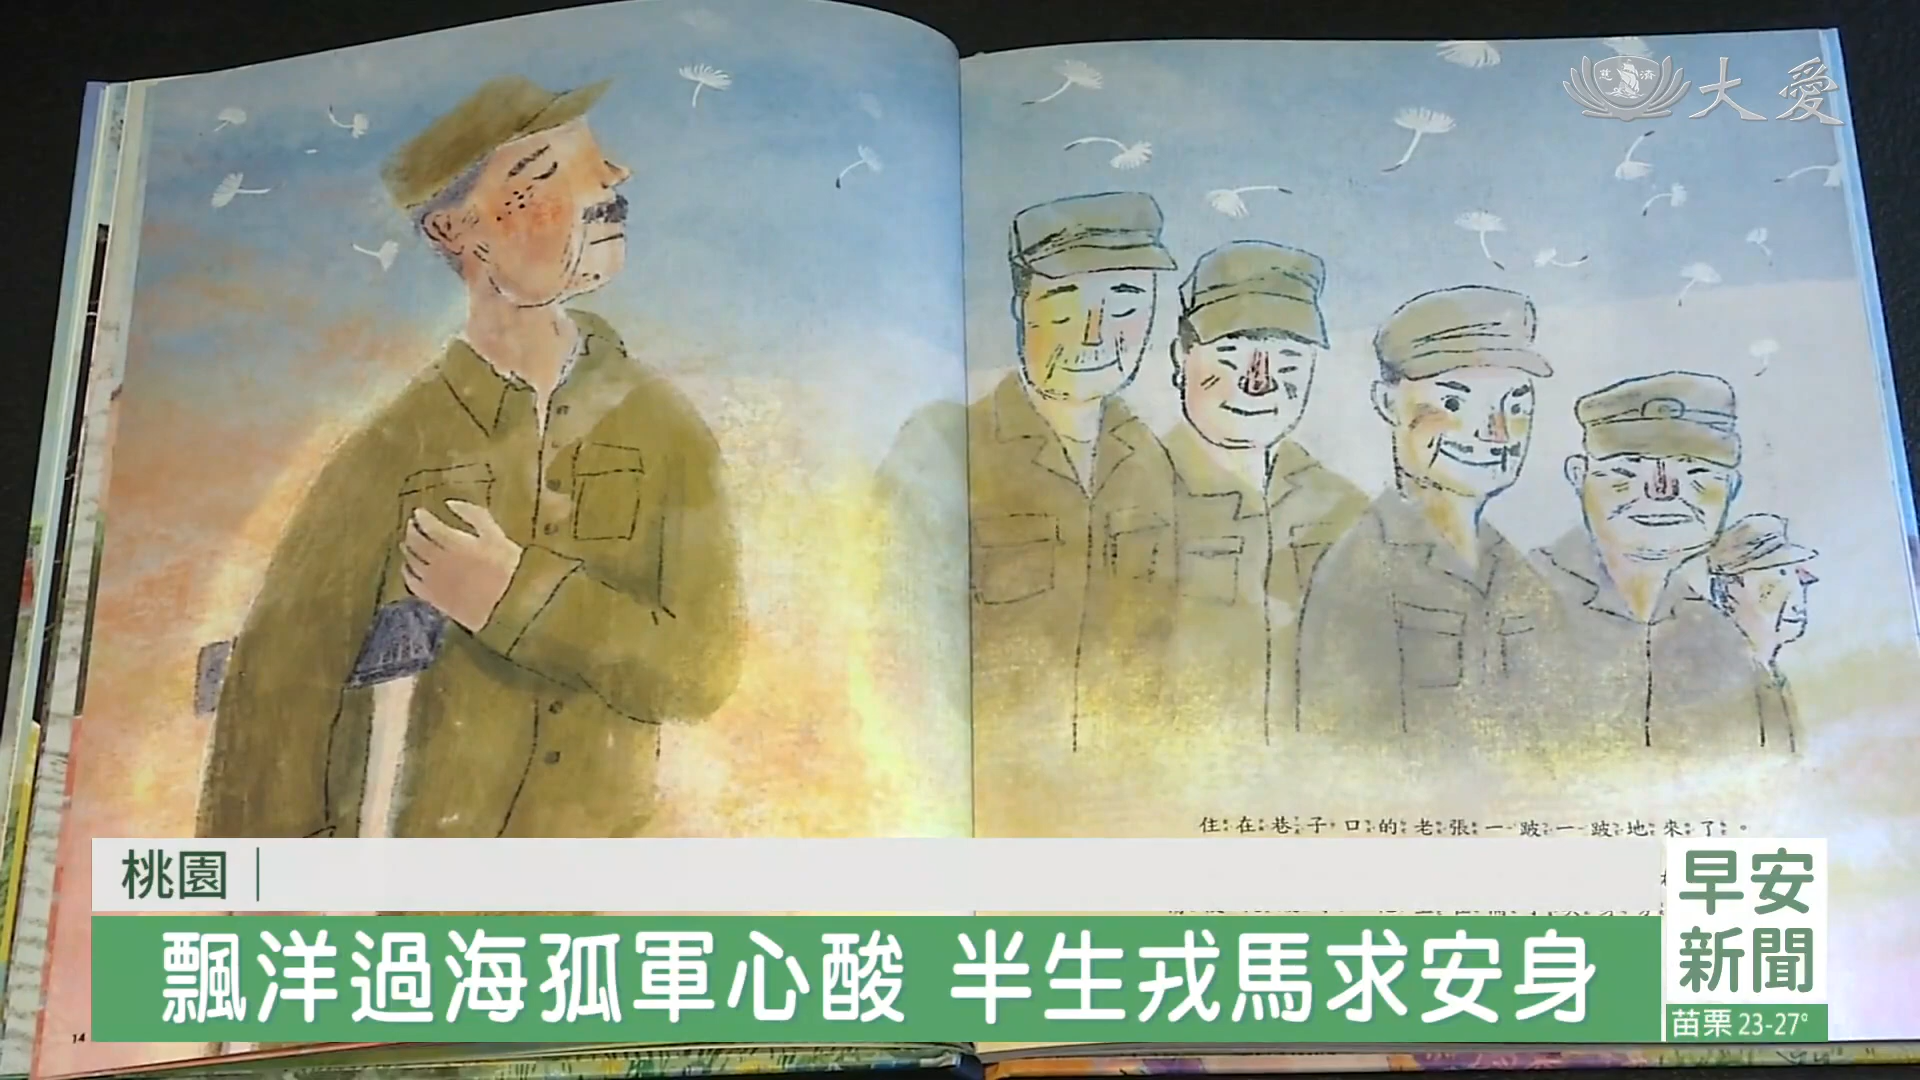 慈濟 大愛
住在巷子口的老張一跛一跛地來了。
桃園
飄洋過海孤軍心酸 半生戎馬求安身
早安
新聞
苗栗 23-27°
14